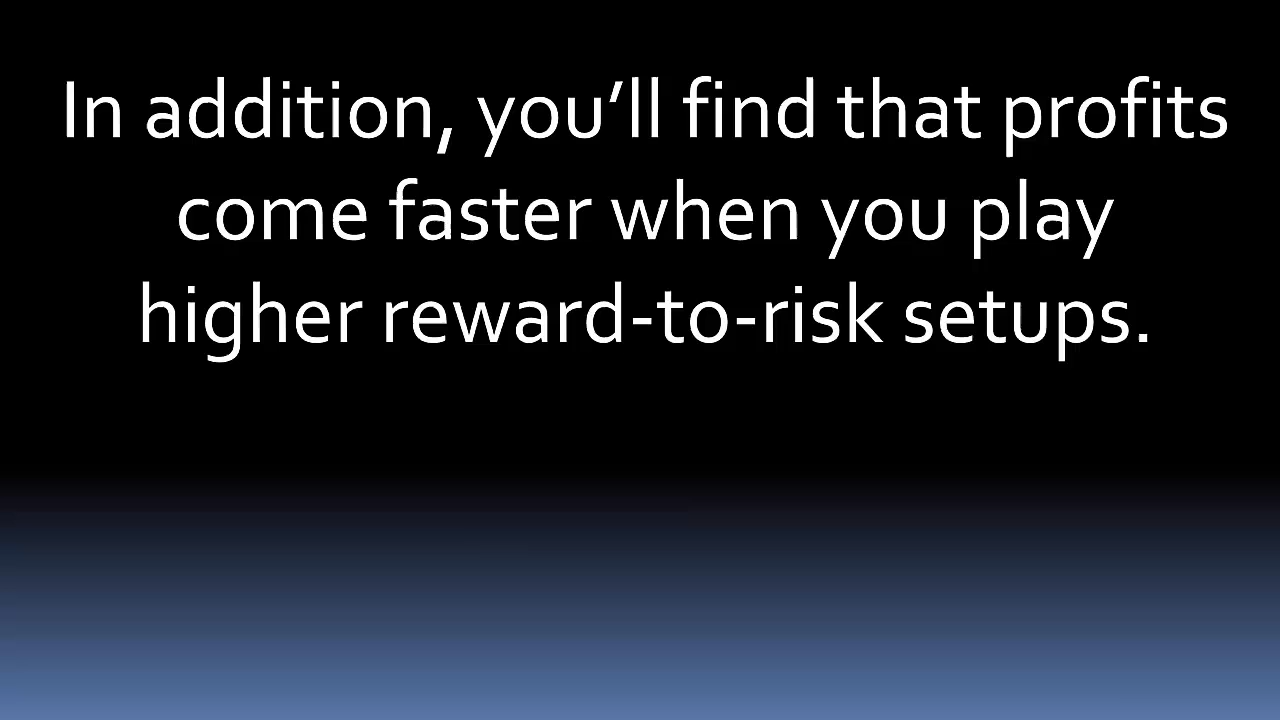 In addition, you’ll find that profits
come faster when you play
higher reward-to-risk setups.